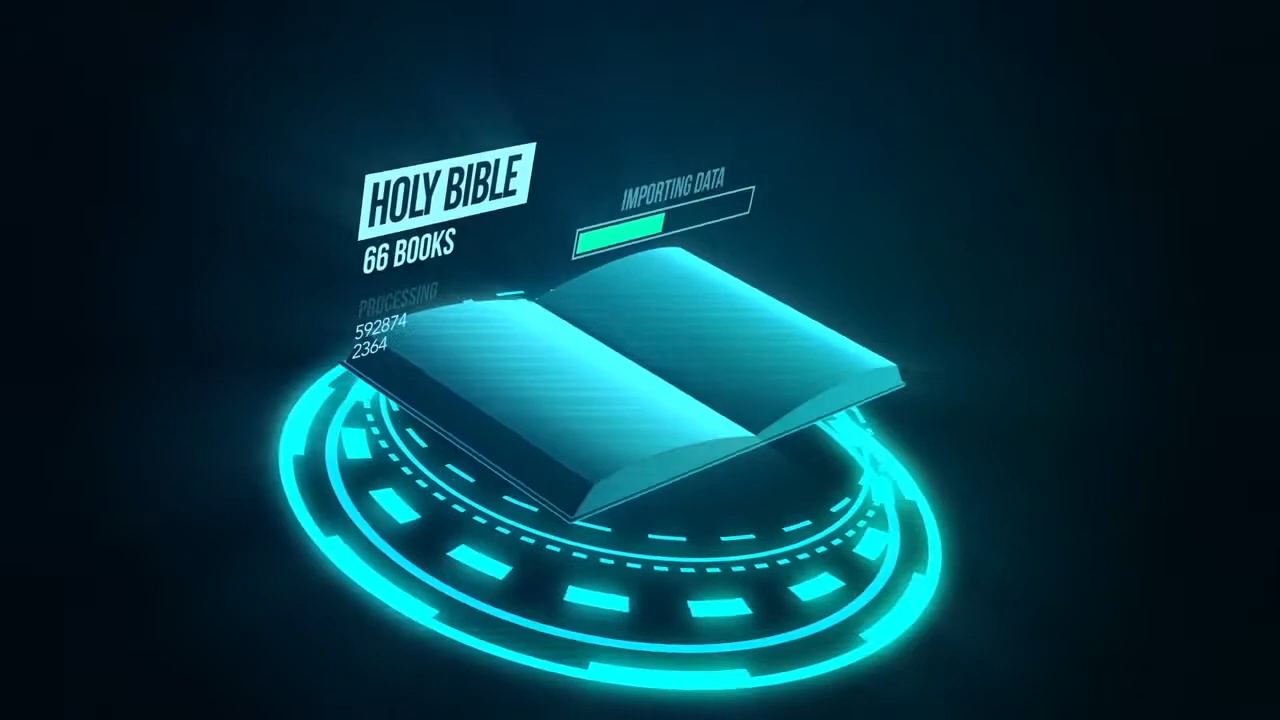 HOLY BIBLE
66 BOOKS
IMPORTING DATA
PROCESSING
592874
2364